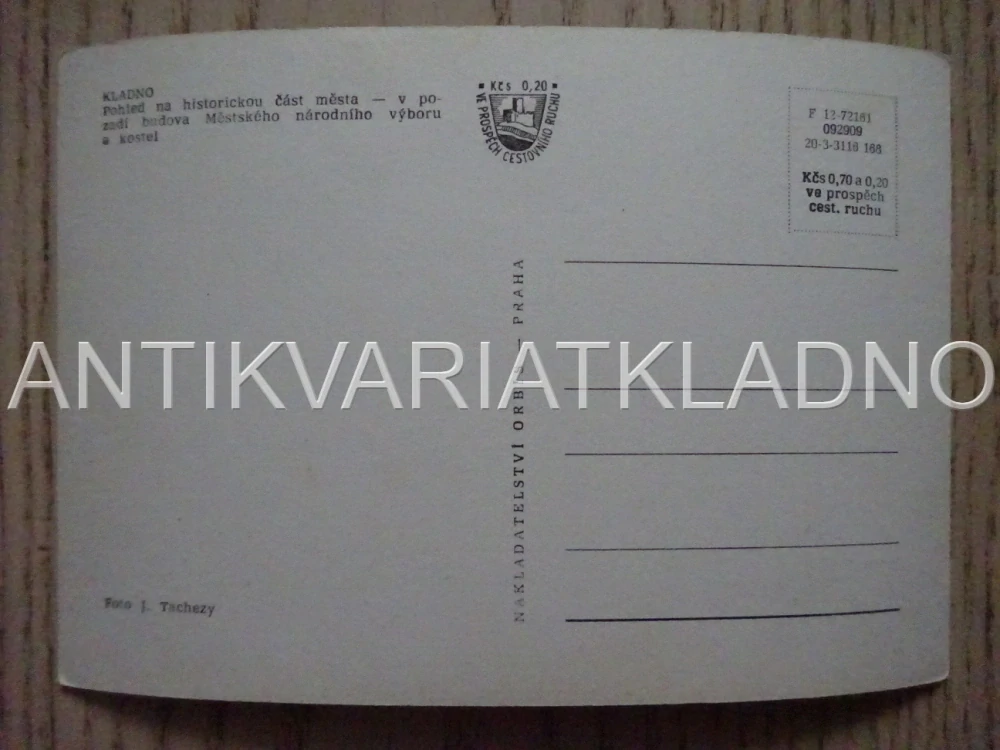 KLADNO
Pohled na historickou část města — v po-
zadí budova Městského národního výboru
a kostel
▪ Kčs 0,20 ▪
VE PROSPĚCH CESTOVNÍHO RUCHU
F 12-72161
092909
20-3-3116 166
Kčs 0,70 a 0,20
ve prospěch
cest. ruchu
NAKLADATELSTVÍ ORBIS — PRAHA
ANTIKVARIATKLADNO
Foto J. Tachezy